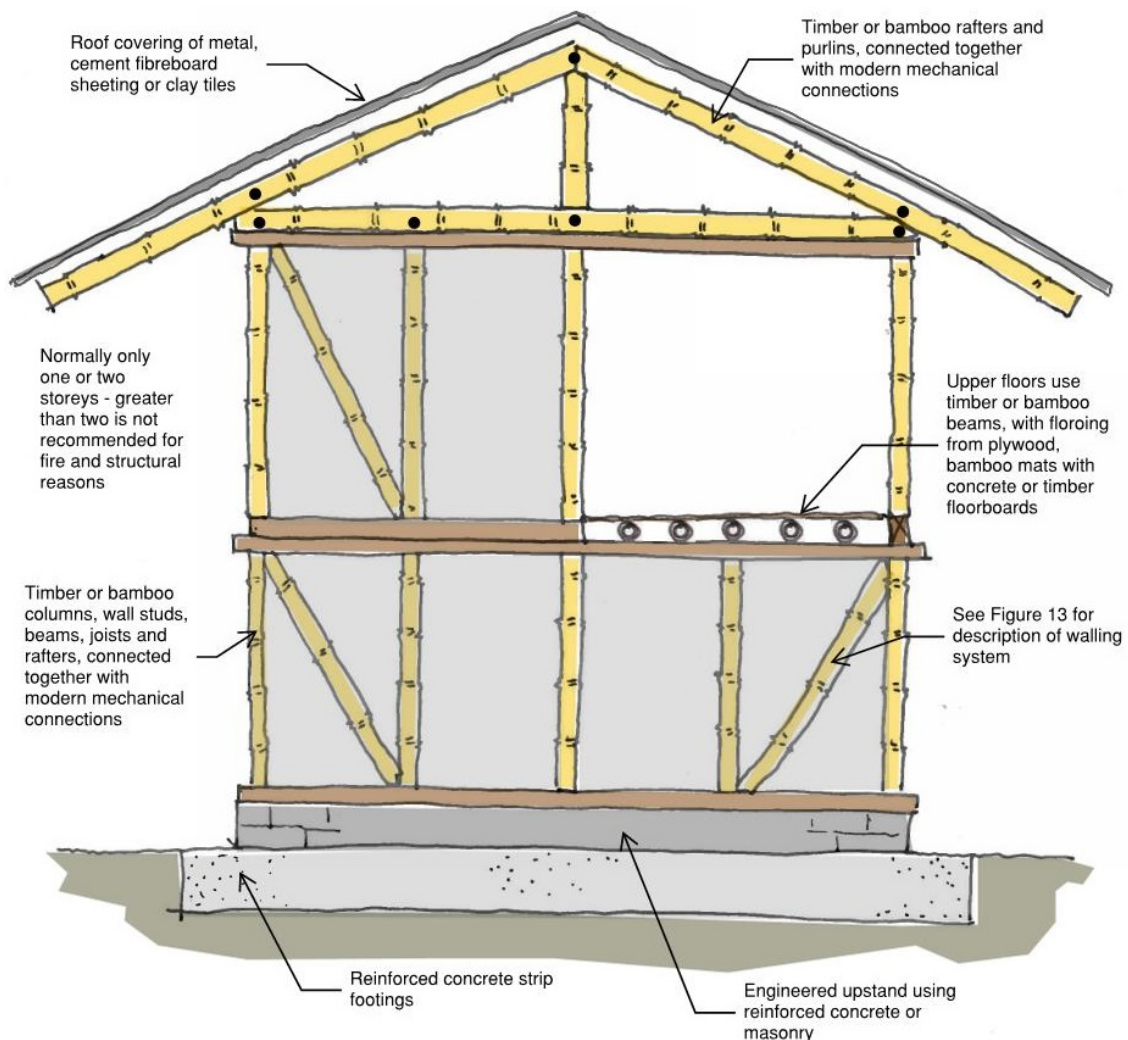 Roof covering of metal,
cement fibreboard
sheeting or clay tiles
Timber or bamboo rafters and
purlins, connected together
with modern mechanical
connections
Normally only
one or two
storeys - greater
than two is not
recommended for
fire and structural
reasons
Upper floors use
timber or bamboo
beams, with floroing
from plywood,
bamboo mats with
concrete or timber
floorboards
Timber or bamboo
columns, wall studs,
beams, joists and
rafters, connected
together with
modern mechanical
connections
See Figure 13 for
description of walling
system
Reinforced concrete strip
footings
Engineered upstand using
reinforced concrete or
masonry